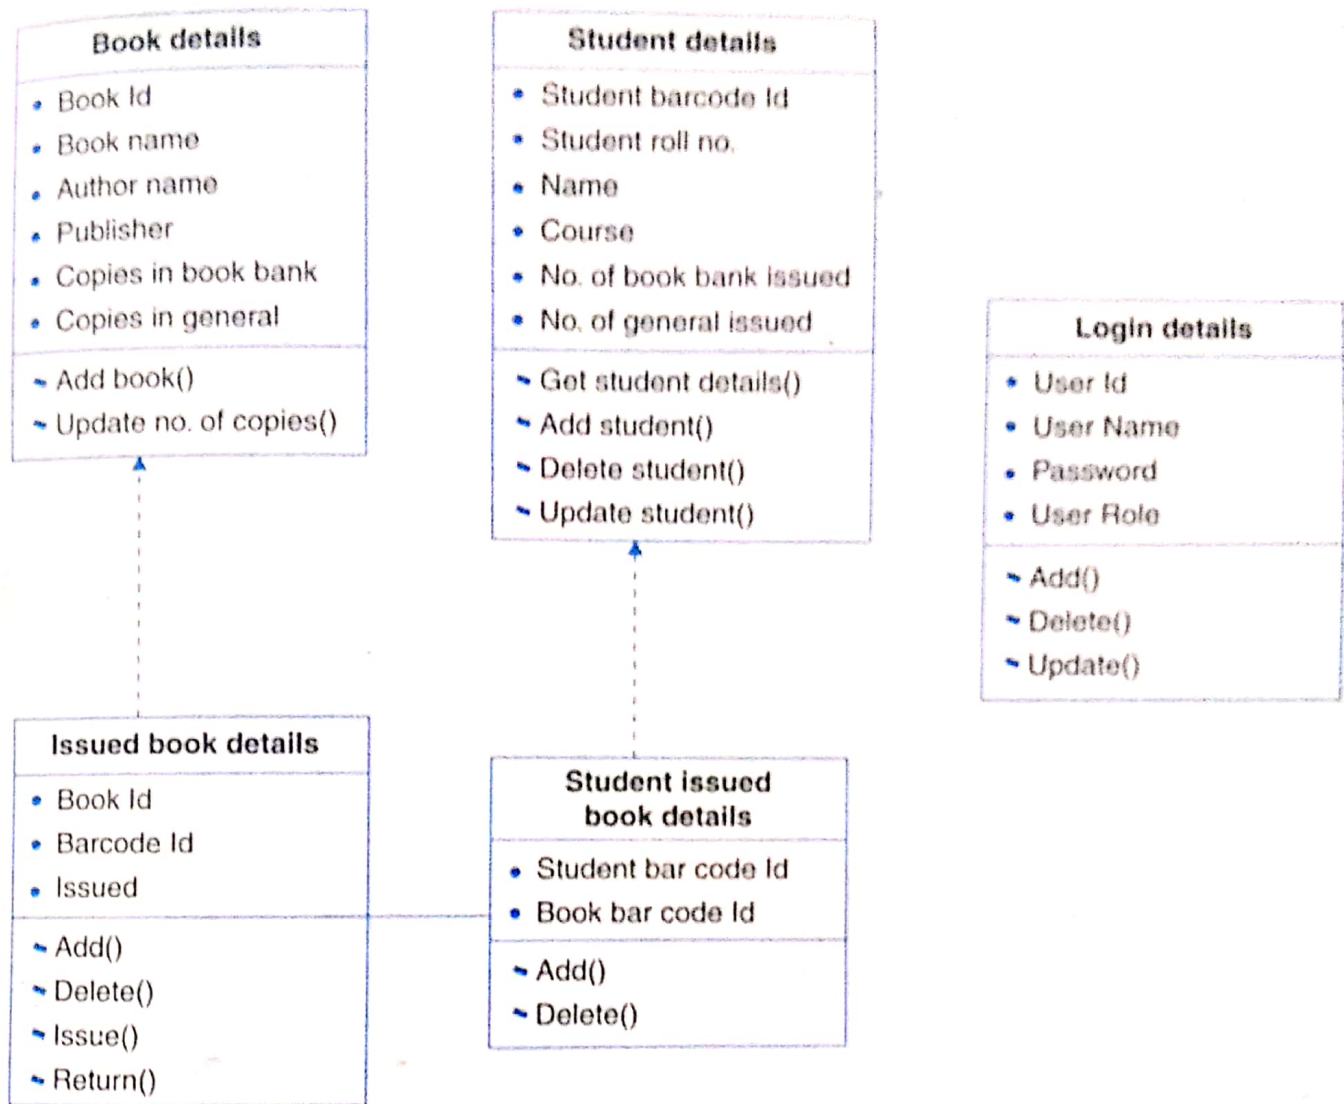 Book details
• Book Id
• Book name
• Author name
• Publisher
• Copies in book bank
• Copies in general
~ Add book()
~ Update no. of copies()
Student details
• Student barcode Id
• Student roll no.
• Name
• Course
• No. of book bank issued
• No. of general issued
~ Get student details()
~ Add student()
~ Delete student()
~ Update student()
Login details
• User Id
• User Name
• Password
• User Role
~ Add()
~ Delete()
~ Update()
Issued book details
• Book Id
• Barcode Id
• Issued
~ Add()
~ Delete()
~ Issue()
~ Return()
Student issued
book details
• Student bar code Id
• Book bar code Id
~ Add()
~ Delete()